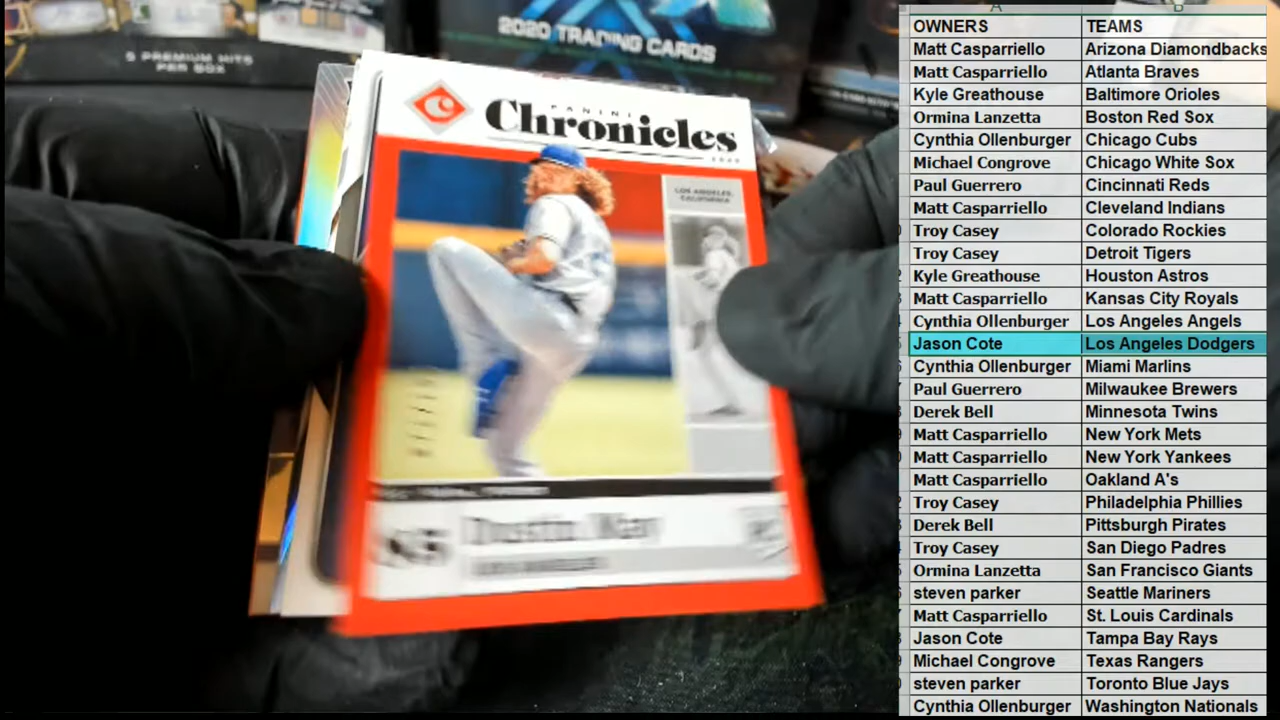 5 PREMIUM HITS
PER BOX
2020 TRADING CARDS
PANINI
Chronicles
2020
LOS ANGELES,
CALIFORNIA
Dustin May
LOS ANGELES
A B
OWNERS TEAMS
Matt Casparriello Arizona Diamondbacks
Matt Casparriello Atlanta Braves
Kyle Greathouse Baltimore Orioles
Ormina Lanzetta Boston Red Sox
Cynthia Ollenburger Chicago Cubs
Michael Congrove Chicago White Sox
Paul Guerrero Cincinnati Reds
Matt Casparriello Cleveland Indians
Troy Casey Colorado Rockies
Troy Casey Detroit Tigers
Kyle Greathouse Houston Astros
Matt Casparriello Kansas City Royals
Cynthia Ollenburger Los Angeles Angels
Jason Cote Los Angeles Dodgers
Cynthia Ollenburger Miami Marlins
Paul Guerrero Milwaukee Brewers
Derek Bell Minnesota Twins
Matt Casparriello New York Mets
Matt Casparriello New York Yankees
Matt Casparriello Oakland A's
Troy Casey Philadelphia Phillies
Derek Bell Pittsburgh Pirates
Troy Casey San Diego Padres
Ormina Lanzetta San Francisco Giants
steven parker Seattle Mariners
Matt Casparriello St. Louis Cardinals
Jason Cote Tampa Bay Rays
Michael Congrove Texas Rangers
steven parker Toronto Blue Jays
Cynthia Ollenburger Washington Nationals